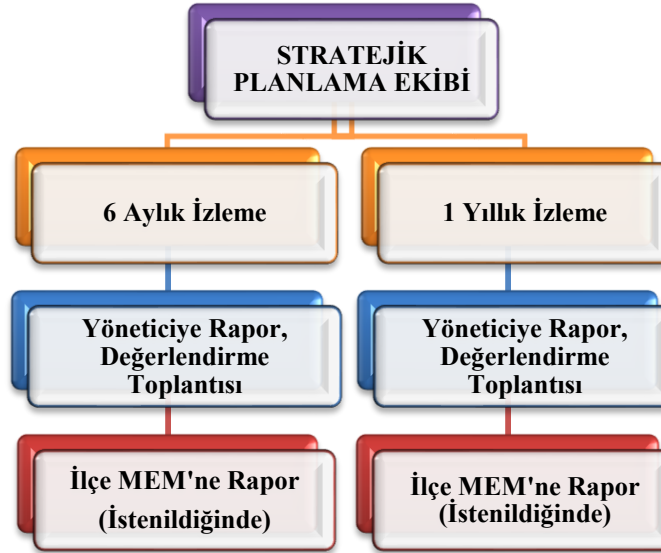 STRATEJİK
PLANLAMA EKİBİ
6 Aylık İzleme
1 Yıllık İzleme
Yöneticiye Rapor,
Değerlendirme
Toplantısı
Yöneticiye Rapor,
Değerlendirme
Toplantısı
İlçe MEM'ne Rapor
(İstenildiğinde)
İlçe MEM'ne Rapor
(İstenildiğinde)